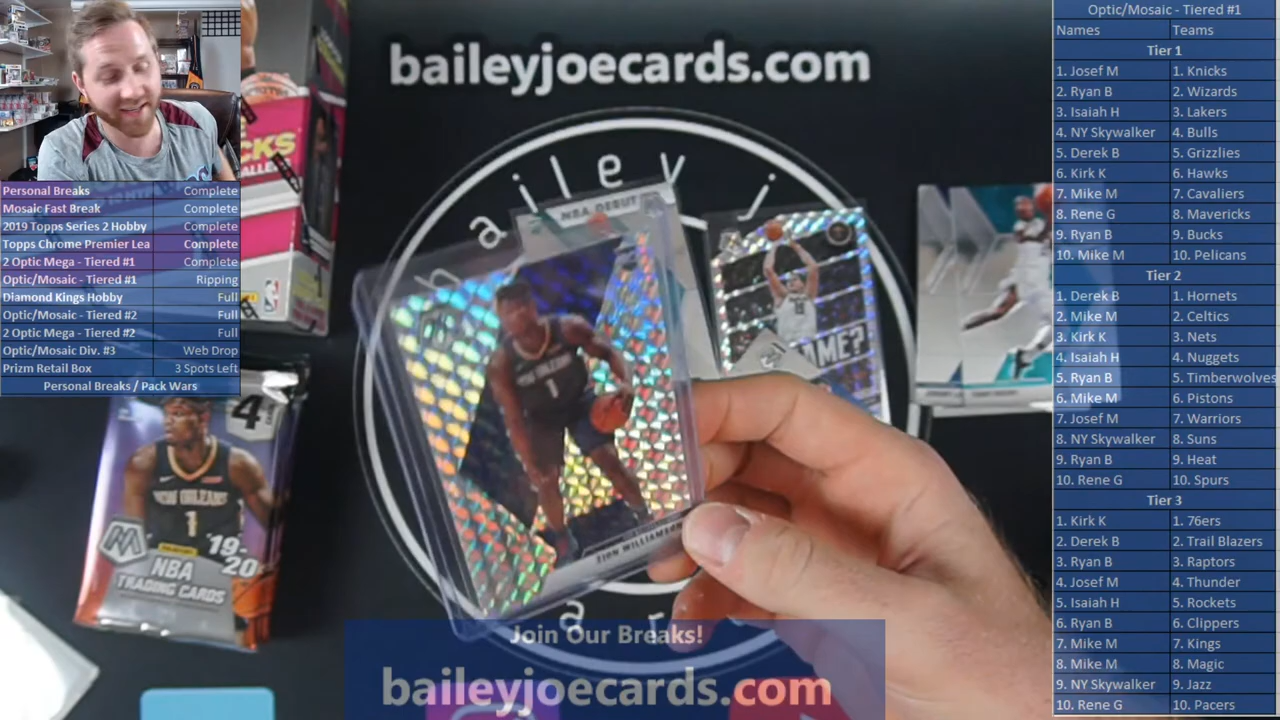 Personal Breaks Complete
Mosaic Fast Break Complete
2019 Topps Series 2 Hobby Complete
Topps Chrome Premier Lea Complete
2 Optic Mega - Tiered #1 Complete
Optic/Mosaic - Tiered #1 Ripping
Diamond Kings Hobby Full
Optic/Mosaic - Tiered #2 Full
2 Optic Mega - Tiered #2 Full
Optic/Mosaic Div. #3 Web Drop
Prizm Retail Box 3 Spots Left
Personal Breaks / Pack Wars
baileyjoecards.com
bailey j
a r
CKS
NBA DEBUT
GAME?
NEW ORLEANS
1
ZION WILLIAMSON
4
NEW ORLEANS
1
PANINI
19-
20
NBA
TRADING CARDS
Join Our Breaks!
baileyjoecards.com
Optic/Mosaic - Tiered #1
Names Teams
Tier 1
1. Josef M 1. Knicks
2. Ryan B 2. Wizards
3. Isaiah H 3. Lakers
4. NY Skywalker 4. Bulls
5. Derek B 5. Grizzlies
6. Kirk K 6. Hawks
7. Mike M 7. Cavaliers
8. Rene G 8. Mavericks
9. Ryan B 9. Bucks
10. Mike M 10. Pelicans
Tier 2
1. Derek B 1. Hornets
2. Mike M 2. Celtics
3. Kirk K 3. Nets
4. Isaiah H 4. Nuggets
5. Ryan B 5. Timberwolves
6. Mike M 6. Pistons
7. Josef M 7. Warriors
8. NY Skywalker 8. Suns
9. Ryan B 9. Heat
10. Rene G 10. Spurs
Tier 3
1. Kirk K 1. 76ers
2. Derek B 2. Trail Blazers
3. Ryan B 3. Raptors
4. Josef M 4. Thunder
5. Isaiah H 5. Rockets
6. Ryan B 6. Clippers
7. Mike M 7. Kings
8. Mike M 8. Magic
9. NY Skywalker 9. Jazz
10. Rene G 10. Pacers